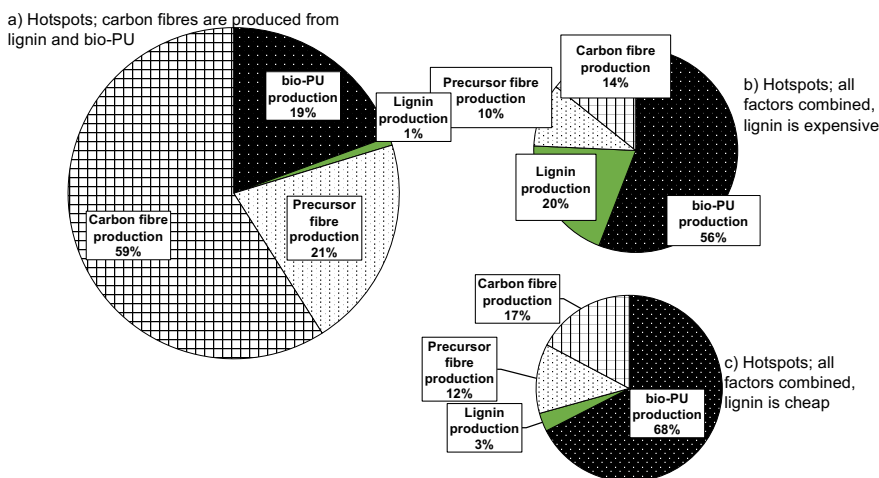 a) Hotspots; carbon fibres are produced from
lignin and bio-PU
bio-PU
production
19%
Lignin
production
1%
Precursor
fibre
production
21%
Carbon fibre
production
59%
Carbon fibre
production
14%
Precursor fibre
production
10%
Lignin
production
20%
bio-PU
production
56%
b) Hotspots; all
factors combined,
lignin is expensive
Carbon fibre
production
17%
Precursor
fibre
production
12%
Lignin
production
3%
bio-PU
production
68%
c) Hotspots; all
factors combined,
lignin is cheap